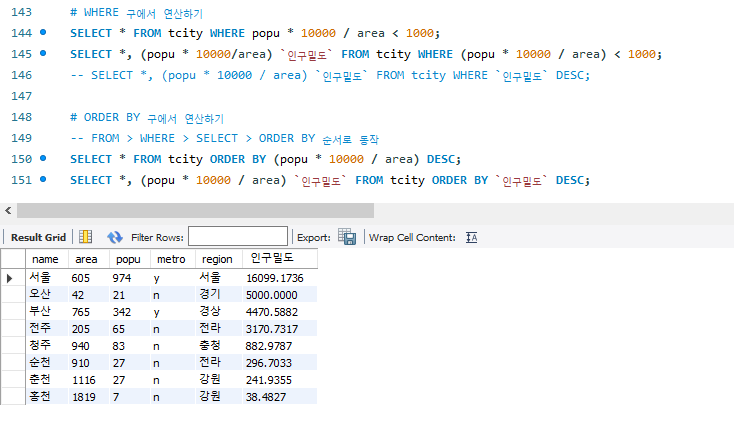 143 # WHERE 구에서 연산하기
144 SELECT * FROM tcity WHERE popu * 10000 / area < 1000;
145 SELECT *, (popu * 10000/area) `인구밀도` FROM tcity WHERE (popu * 10000 / area) < 1000;
146 -- SELECT *, (popu * 10000 / area) `인구밀도` FROM tcity WHERE `인구밀도` DESC;
147
148 # ORDER BY 구에서 연산하기
149 -- FROM > WHERE > SELECT > ORDER BY 순서로 동작
150 SELECT * FROM tcity ORDER BY (popu * 10000 / area) DESC;
151 SELECT *, (popu * 10000 / area) `인구밀도` FROM tcity ORDER BY `인구밀도` DESC;
Result Grid Filter Rows: Export: Wrap Cell Content:
name area popu metro region 인구밀도
서울 605 974 y 서울 16099.1736
오산 42 21 n 경기 5000.0000
부산 765 342 y 경상 4470.5882
전주 205 65 n 전라 3170.7317
청주 940 83 n 충청 882.9787
순천 910 27 n 전라 296.7033
춘천 1116 27 n 강원 241.9355
홍천 1819 7 n 강원 38.4827